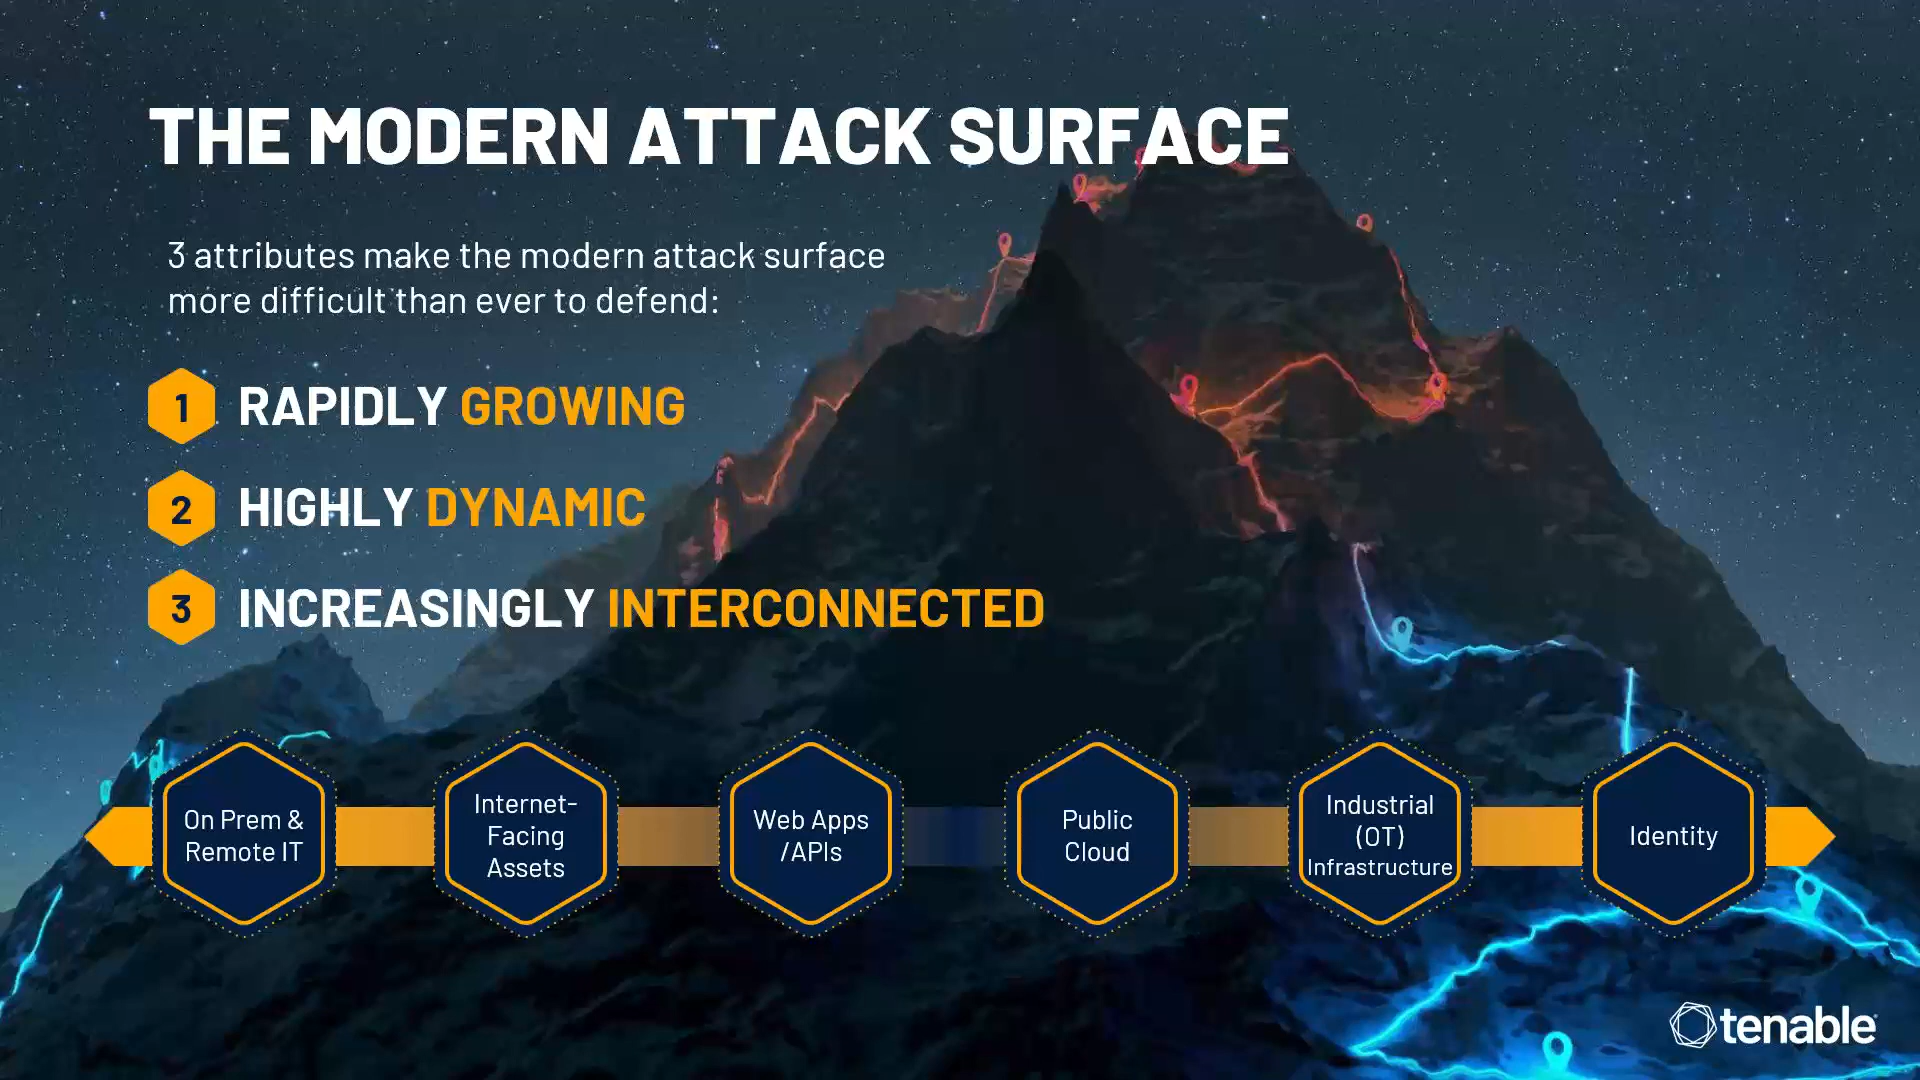 THE MODERN ATTACK SURFACE
3 attributes make the modern attack surface
more difficult than ever to defend:
1 RAPIDLY GROWING
2 HIGHLY DYNAMIC
3 INCREASINGLY INTERCONNECTED
On Prem &
Remote IT
Internet-
Facing
Assets
Web Apps
/APIs
Public
Cloud
Industrial
(OT)
Infrastructure
Identity
tenable